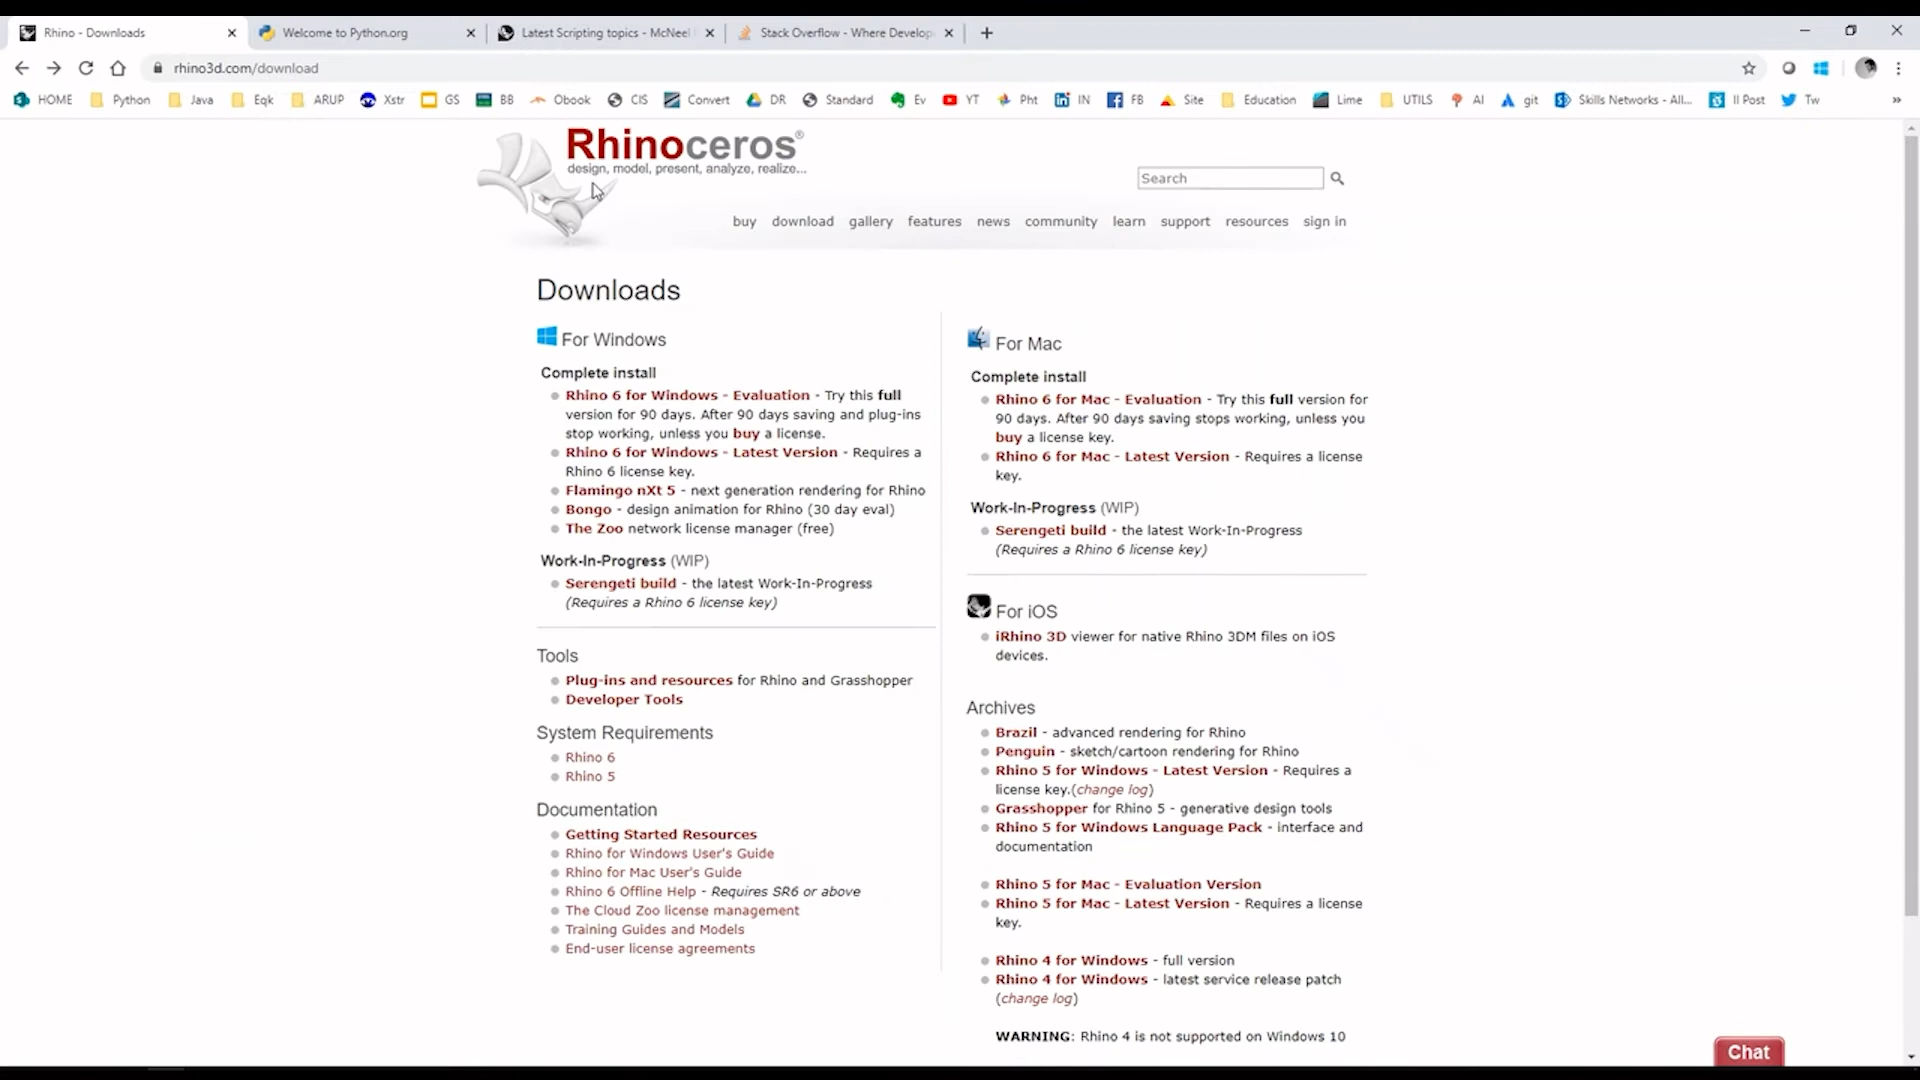 Rhino - Downloads
Welcome to Python.org
Latest Scripting topics - McNeel
Stack Overflow - Where Develop
rhino3d.com/download
HOME Python Java Eqk ARUP Xstr GS BB Obook CIS Convert DR Standard Ev YT Pht IN FB Site Education Lime UTILS AI git Skills Networks - All... Il Post Tw »
Rhinoceros®
design, model, present, analyze, realize...
Search
buy download gallery features news community learn support resources sign in
Downloads
For Windows
Complete install
Rhino 6 for Windows - Evaluation - Try this full
version for 90 days. After 90 days saving and plug-ins
stop working, unless you buy a license.
Rhino 6 for Windows - Latest Version - Requires a
Rhino 6 license key.
Flamingo nXt 5 - next generation rendering for Rhino
Bongo - design animation for Rhino (30 day eval)
The Zoo network license manager (free)
Work-In-Progress (WIP)
Serengeti build - the latest Work-In-Progress
(Requires a Rhino 6 license key)
Tools
Plug-ins and resources for Rhino and Grasshopper
Developer Tools
System Requirements
Rhino 6
Rhino 5
Documentation
Getting Started Resources
Rhino for Windows User's Guide
Rhino for Mac User's Guide
Rhino 6 Offline Help - Requires SR6 or above
The Cloud Zoo license management
Training Guides and Models
End-user license agreements
For Mac
Complete install
Rhino 6 for Mac - Evaluation - Try this full version for
90 days. After 90 days saving stops working, unless you
buy a license key.
Rhino 6 for Mac - Latest Version - Requires a license
key.
Work-In-Progress (WIP)
Serengeti build - the latest Work-In-Progress
(Requires a Rhino 6 license key)
For iOS
iRhino 3D viewer for native Rhino 3DM files on iOS
devices.
Archives
Brazil - advanced rendering for Rhino
Penguin - sketch/cartoon rendering for Rhino
Rhino 5 for Windows - Latest Version - Requires a
license key.(change log)
Grasshopper for Rhino 5 - generative design tools
Rhino 5 for Windows Language Pack - interface and
documentation
Rhino 5 for Mac - Evaluation Version
Rhino 5 for Mac - Latest Version - Requires a license
key.
Rhino 4 for Windows - full version
Rhino 4 for Windows - latest service release patch
(change log)
WARNING: Rhino 4 is not supported on Windows 10
Chat